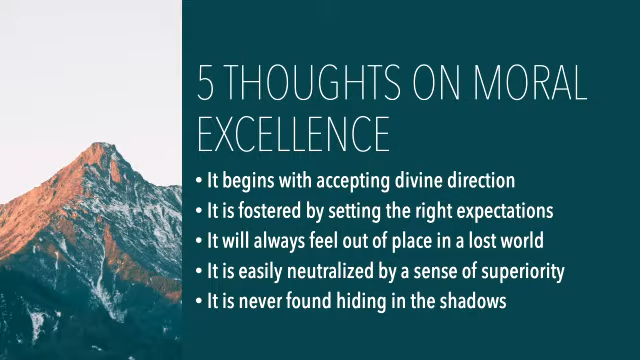 5 THOUGHTS ON MORAL
EXCELLENCE
• It begins with accepting divine direction
• It is fostered by setting the right expectations
• It will always feel out of place in a lost world
• It is easily neutralized by a sense of superiority
• It is never found hiding in the shadows